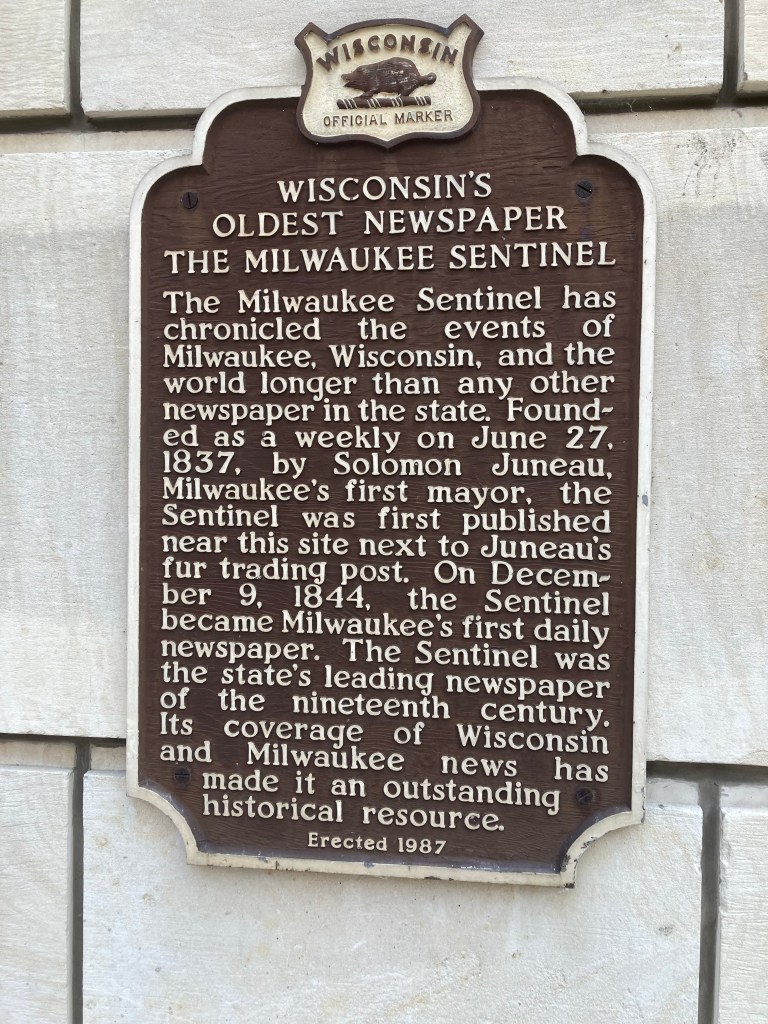 WISCONSIN
OFFICIAL MARKER
WISCONSIN'S
OLDEST NEWSPAPER
THE MILWAUKEE SENTINEL
The Milwaukee Sentinel has
chronicled the events of
Milwaukee, Wisconsin, and the
world longer than any other
newspaper in the state. Found-
ed as a weekly on June 27,
1837, by Solomon Juneau,
Milwaukee's first mayor, the
Sentinel was first published
near this site next to Juneau's
fur trading post. On Decem-
ber 9, 1844, the Sentinel
became Milwaukee's first daily
newspaper. The Sentinel was
the state's leading newspaper
of the nineteenth century.
Its coverage of Wisconsin
and Milwaukee news has
made it an outstanding
historical resource.
Erected 1987